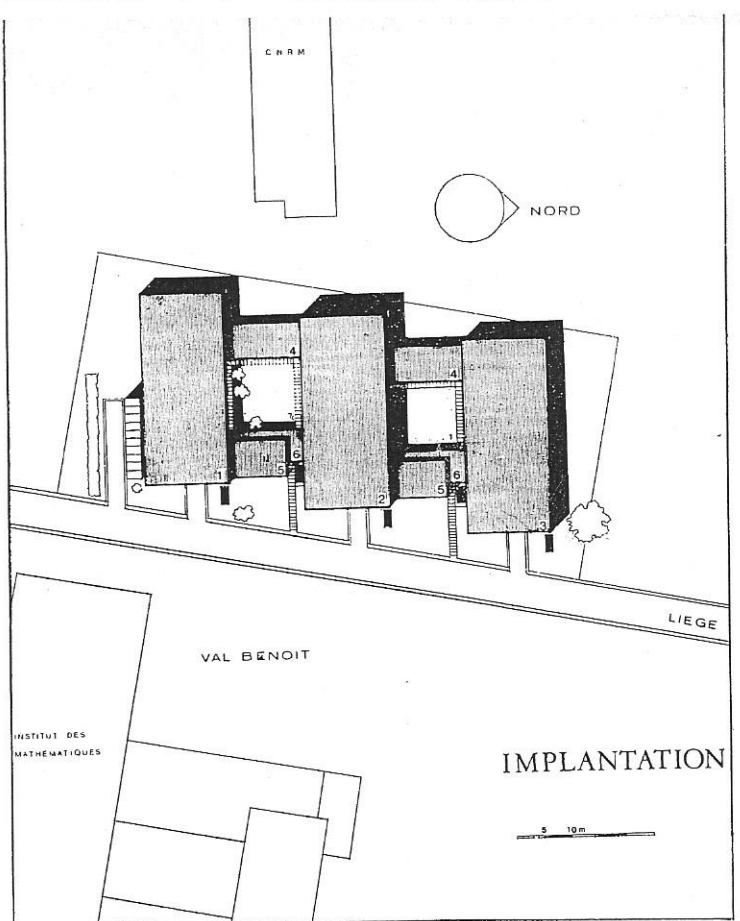 CNRM
NORD
4
4
1
6
1
5
6
2
5
3
LIEGE
VAL BENOIT
INSTITUT DES
MATHEMATIQUES
IMPLANTATION
5 10m